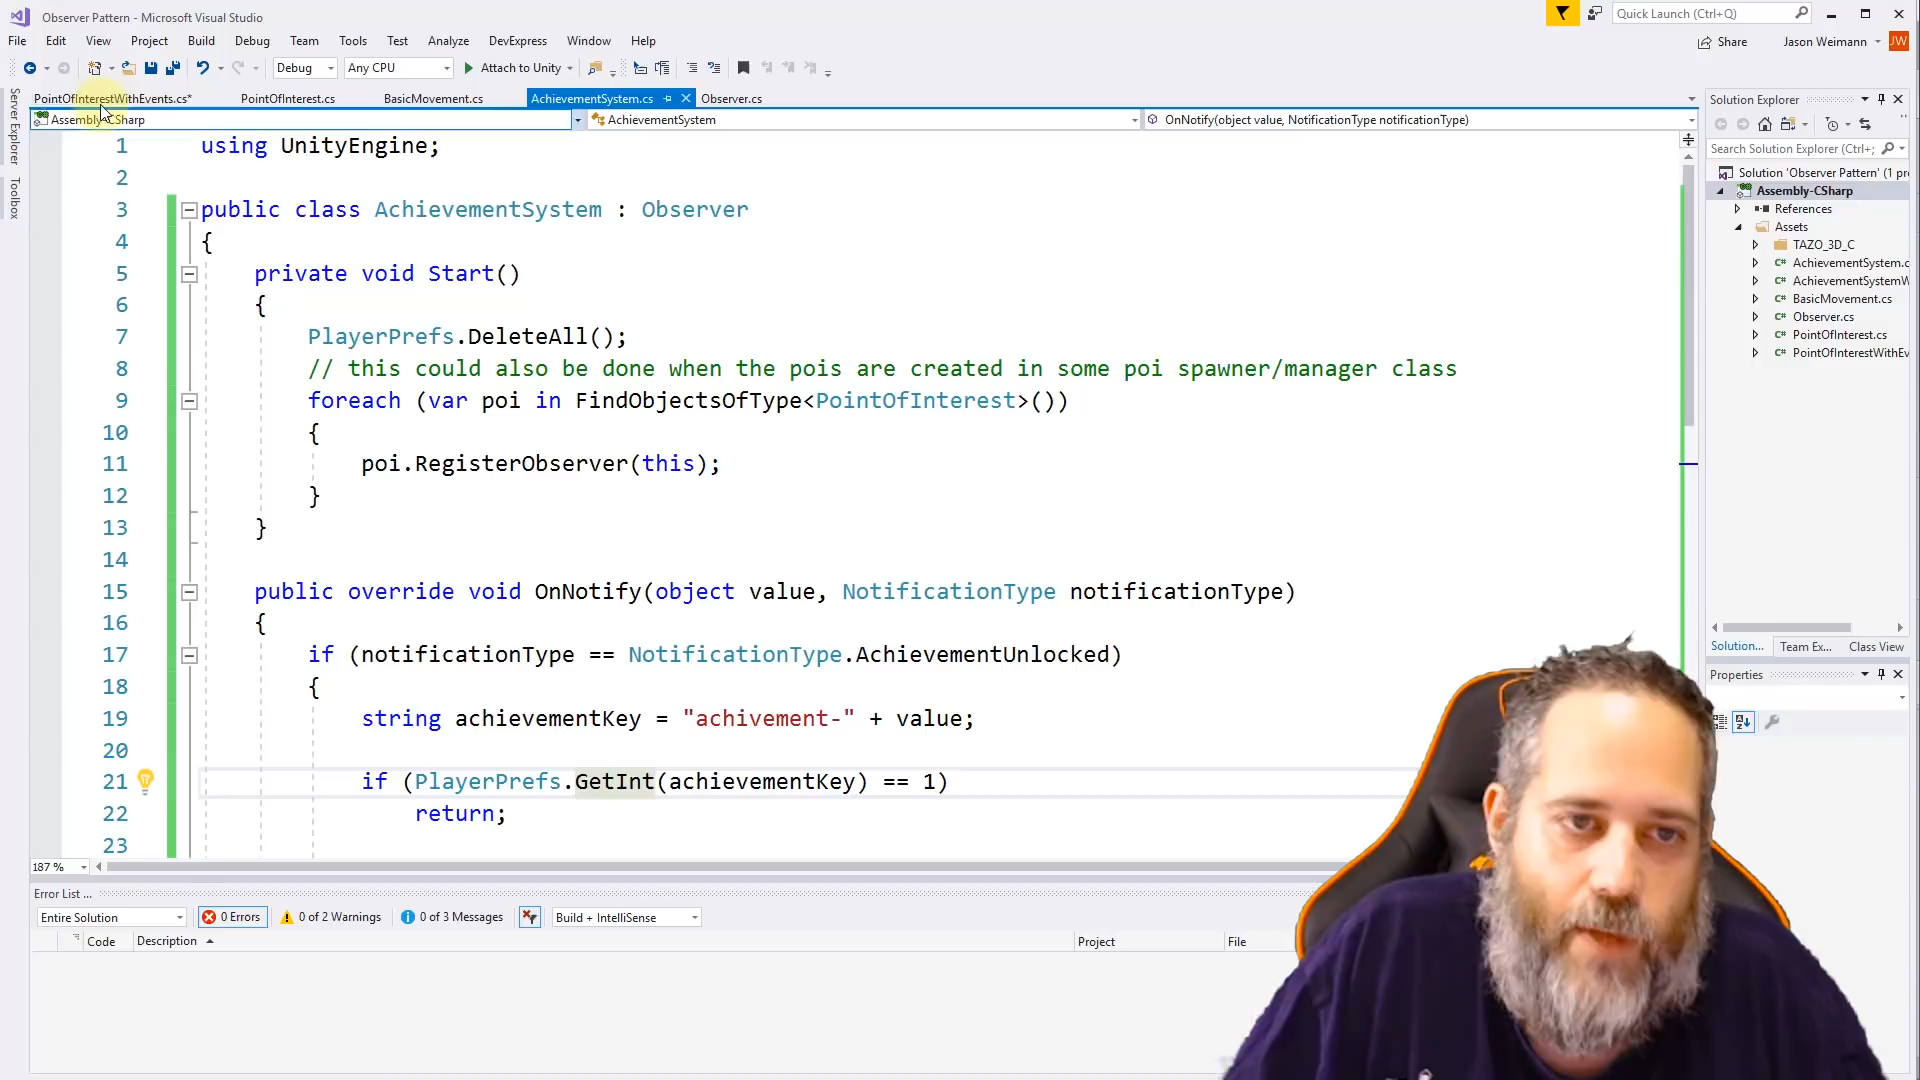 Observer Pattern - Microsoft Visual Studio
Quick Launch (Ctrl+Q)
File Edit View Project Build Debug Team Tools Test Analyze DevExpress Window Help
Share Jason Weimann JW
Debug Any CPU Attach to Unity
Server Explorer
Toolbox
PointOfInterestWithEvents.cs* PointOfInterest.cs BasicMovement.cs AchievementSystem.cs Observer.cs
Assembly-CSharp AchievementSystem OnNotify(object value, NotificationType notificationType)
1 using UnityEngine;
2
3 public class AchievementSystem : Observer
4 {
5 private void Start()
6 {
7 PlayerPrefs.DeleteAll();
8 // this could also be done when the pois are created in some poi spawner/manager class
9 foreach (var poi in FindObjectsOfType<PointOfInterest>())
10 {
11 poi.RegisterObserver(this);
12 }
13 }
14
15 public override void OnNotify(object value, NotificationType notificationType)
16 {
17 if (notificationType == NotificationType.AchievementUnlocked)
18 {
19 string achievementKey = "achivement-" + value;
20
21 if (PlayerPrefs.GetInt(achievementKey) == 1)
22 return;
23
187 %
Solution Explorer
Search Solution Explorer (Ctrl+;
Solution 'Observer Pattern' (1 pr
Assembly-CSharp
References
Assets
TAZO_3D_C
C# AchievementSystem.c
C# AchievementSystemW
C# BasicMovement.cs
C# Observer.cs
C# PointOfInterest.cs
C# PointOfInterestWithEv
Solution... Team Ex... Class View
Properties
Error List ...
Entire Solution 0 Errors 0 of 2 Warnings 0 of 3 Messages Build + IntelliSense
Code Description Project File